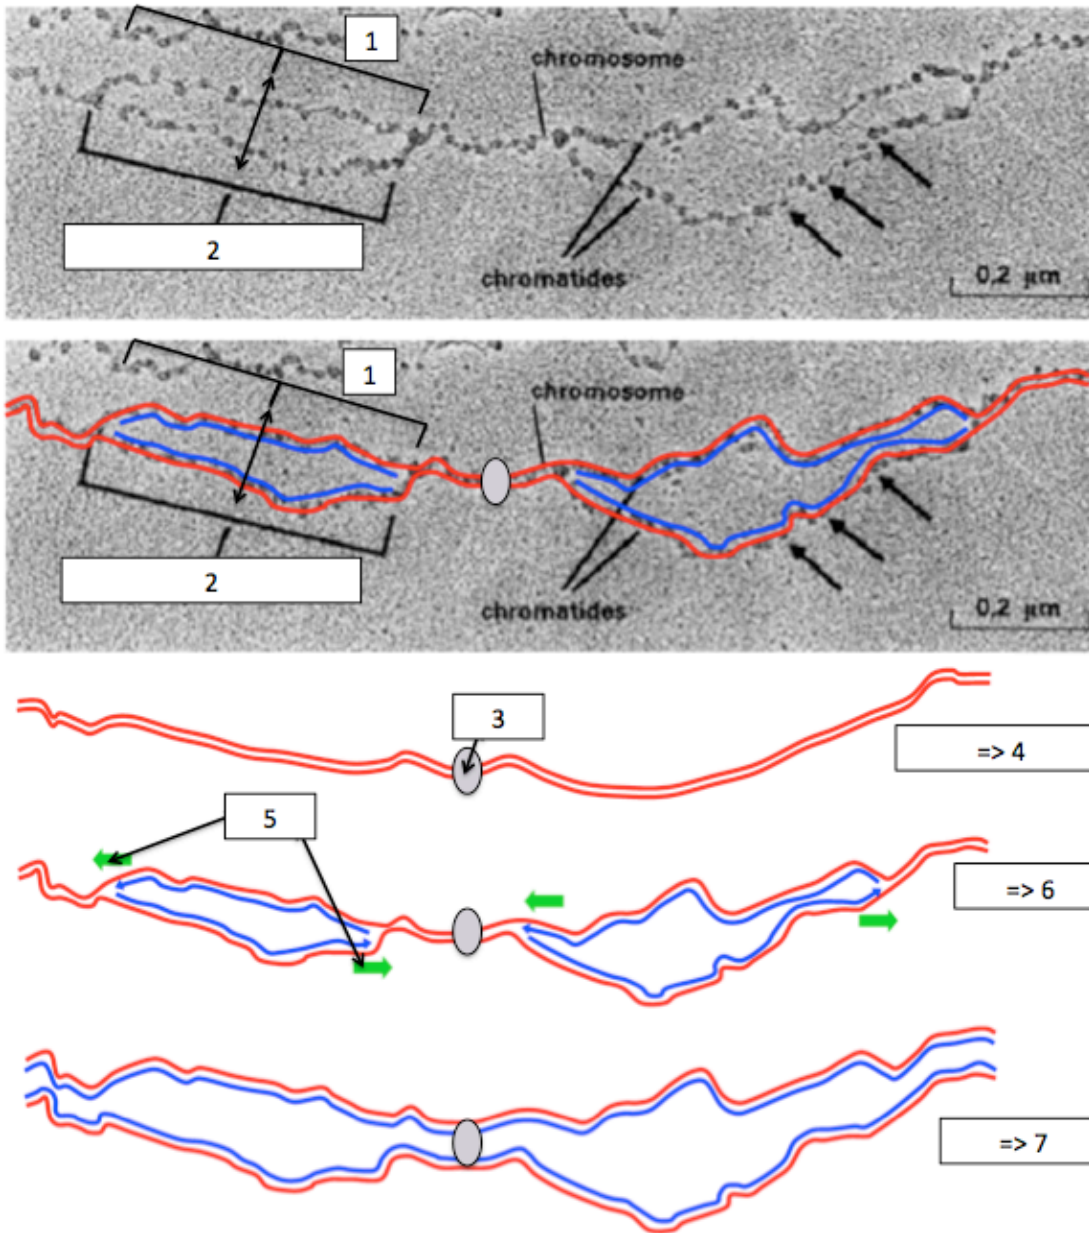 1
chromosome
2
chromatides
0,2 µm
1
chromosome
2
chromatides
0,2 µm
3
=> 4
5
=> 6
=> 7